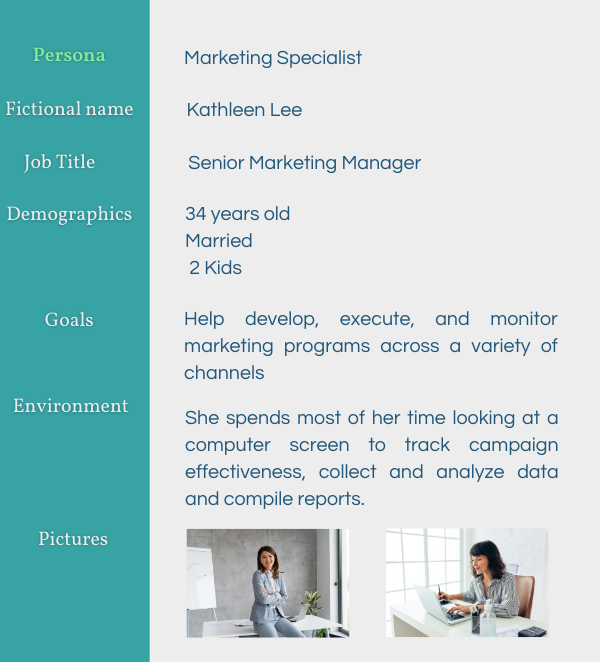 Persona
Marketing Specialist
Fictional name
Kathleen Lee
Job Title
Senior Marketing Manager
Demographics
34 years old
Married
2 Kids
Goals
Help develop, execute, and monitor
marketing programs across a variety of
channels
Environment
She spends most of her time looking at a
computer screen to track campaign
effectiveness, collect and analyze data
and compile reports.
Pictures